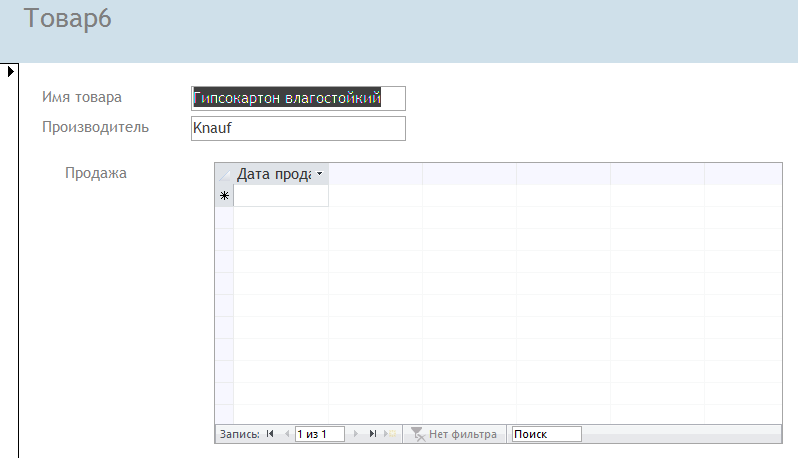 Товар6
Имя товара Гипсокартон влагостойкий
Производитель Knauf
Продажа
Дата прода
Запись: 1 из 1 Нет фильтра Поиск